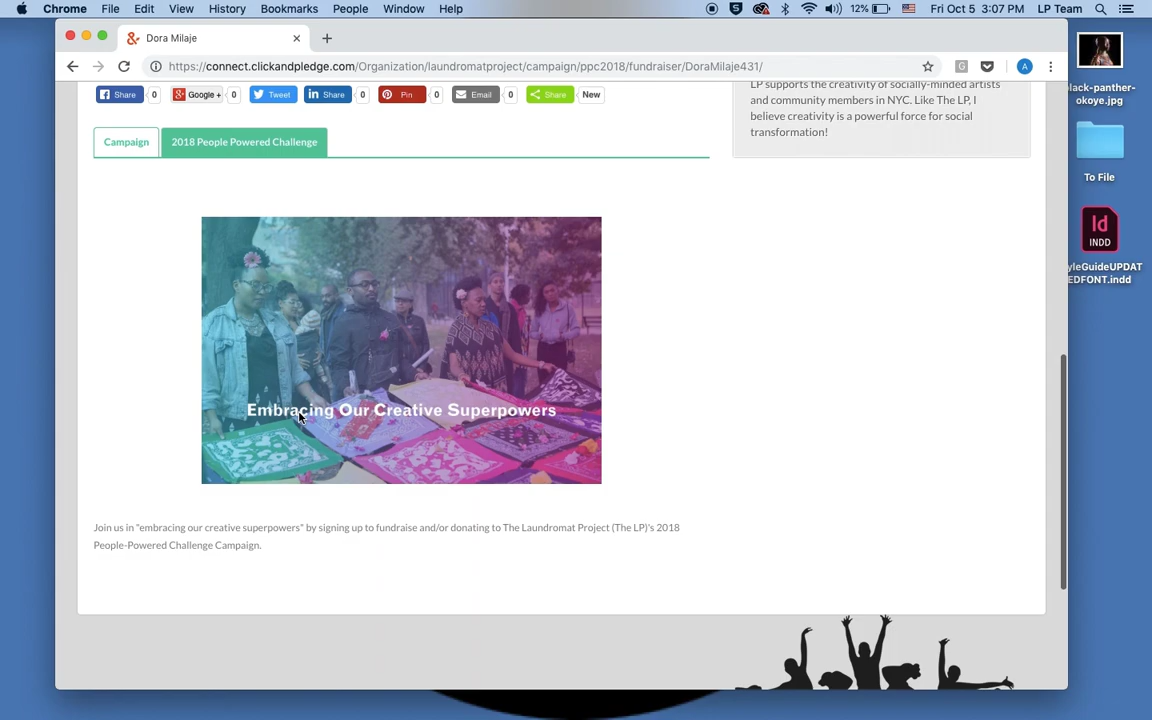 Chrome File Edit View History Bookmarks People Window Help 12% Fri Oct 5 3:07 PM LP Team
Dora Milaje
https://connect.clickandpledge.com/Organization/laundromatproject/campaign/ppc2018/fundraiser/DoraMilaje431/
A
Share 0 Google + 0 Tweet 0 Share 0 Pin 0 Email 0 Share New
LP supports the creativity of socially-minded artists
and community members in NYC. Like The LP, I
believe creativity is a powerful force for social
transformation!
Campaign 2018 People Powered Challenge
Embracing Our Creative Superpowers
Join us in "embracing our creative superpowers" by signing up to fundraise and/or donating to The Laundromat Project (The LP)'s 2018
People-Powered Challenge Campaign.
lack-panther-
okoye.jpg
To File
Id
INDD
yleGuideUPDAT
EDFONT.indd